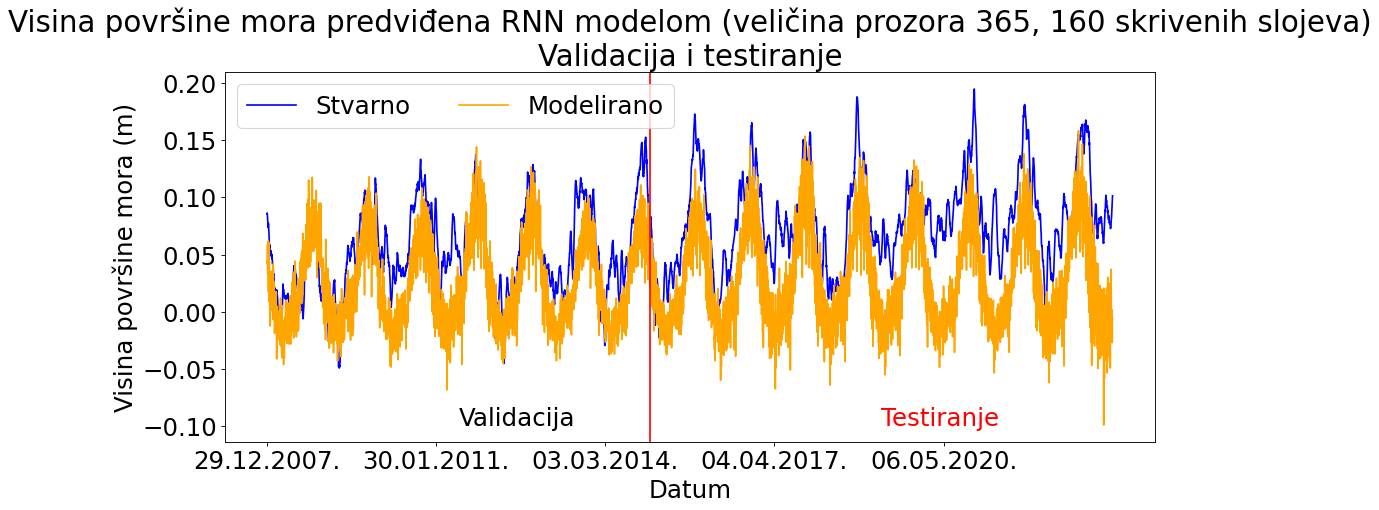 Visina površine mora predviđena RNN modelom (veličina prozora 365, 160 skrivenih slojeva)
Validacija i testiranje
Stvarno
Modelirano
Visina površine mora (m)
0.20
0.15
0.10
0.05
0.00
−0.05
−0.10
Validacija
Testiranje
29.12.2007.
30.01.2011.
03.03.2014.
04.04.2017.
06.05.2020.
Datum